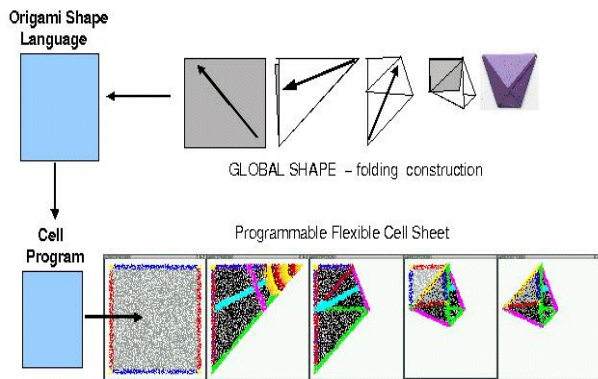 Origami Shape
Language
GLOBAL SHAPE – folding construction
Cell
Program
Programmable Flexible Cell Sheet